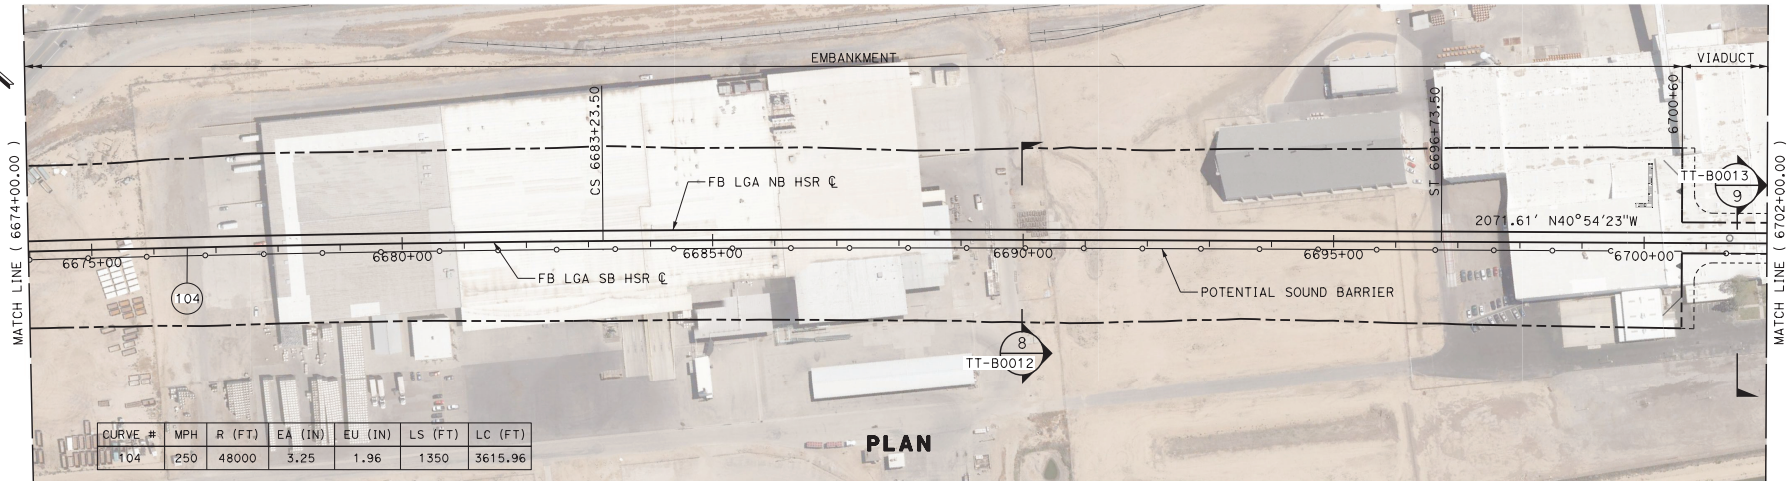 EMBANKMENT
VIADUCT
MATCH LINE ( 6674+00.00 )
CS 6683+23.50
ST 6696+73.50
6700+60
MATCH LINE ( 6702+00.00 )
FB LGA NB HSR ℄
TT-B0013
9
2071.61' N40°54'23"W
6675+00
6680+00
6685+00
6690+00
6695+00
6700+00
104
FB LGA SB HSR ℄
POTENTIAL SOUND BARRIER
8
TT-B0012
CURVE # MPH R (FT) EA (IN) EU (IN) LS (FT) LC (FT)
104 250 48000 3.25 1.96 1350 3615.96
PLAN